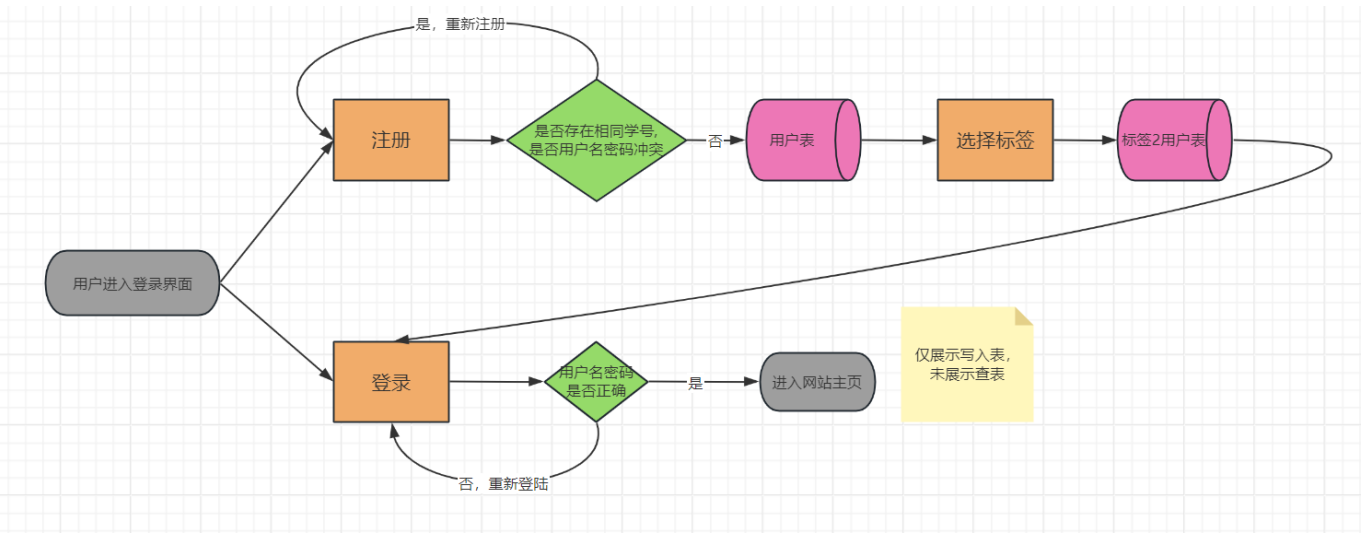 是，重新注册
注册
是否存在相同学号,
是否用户名密码冲突
否
用户表
选择标签
标签2用户表
用户进入登录界面
登录
用户名密码
是否正确
是
进入网站主页
仅展示写入表，
未展示查表
否，重新登陆